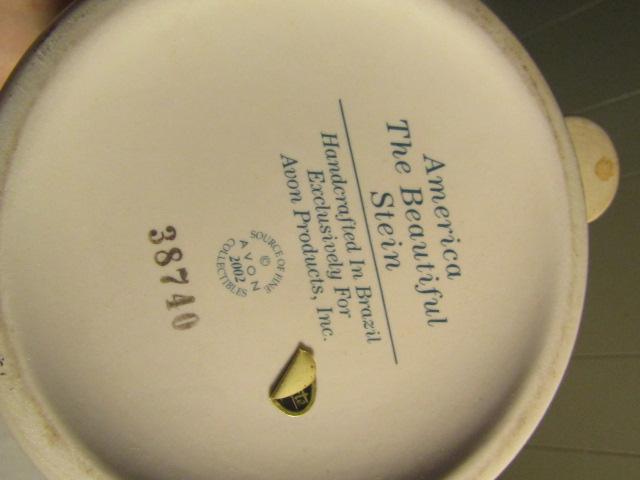 America
The Beautiful
Stein
Handcrafted In Brazil
Exclusively For
Avon Products, Inc.
SOURCE OF FINE
©
AVON
2002
COLLECTIBLES
38740